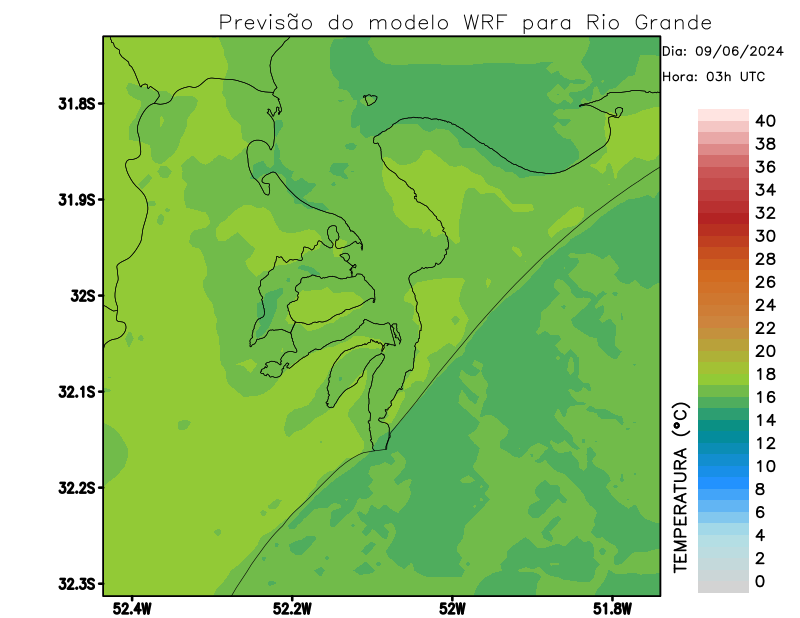 Previsão do modelo WRF para Rio Grande
Dia: 09/06/2024
Hora: 03h UTC
31.8S
31.9S
32S
32.1S
32.2S
32.3S
52.4W
52.2W
52W
51.8W
TEMPERATURA (°C)
40
38
36
34
32
30
28
26
24
22
20
18
16
14
12
10
8
6
4
2
0